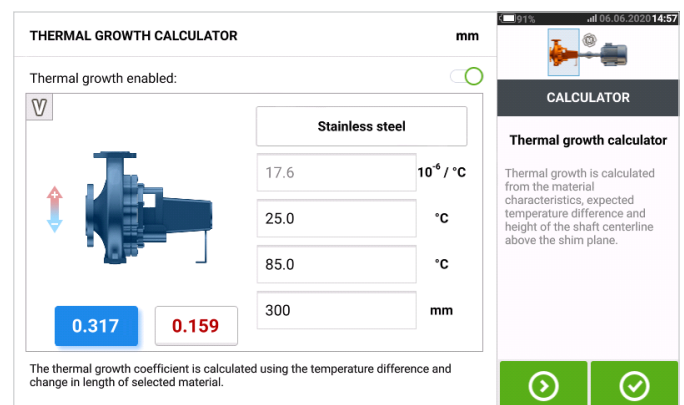 THERMAL GROWTH CALCULATOR
mm
Thermal growth enabled:
V
Stainless steel
17.6
10⁻⁶ / °C
25.0
°C
85.0
°C
300
mm
0.317
0.159
The thermal growth coefficient is calculated using the temperature difference and
change in length of selected material.
91%
06.06.2020 14:57
CALCULATOR
Thermal growth calculator
Thermal growth is calculated
from the material
characteristics, expected
temperature difference and
height of the shaft centerline
above the shim plane.